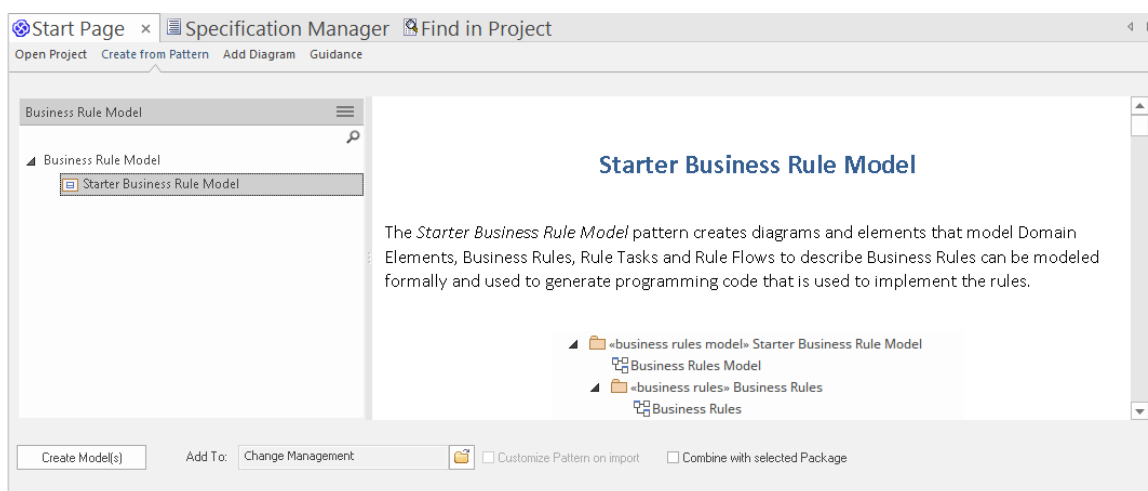 Start Page × Specification Manager Find in Project
Open Project Create from Pattern Add Diagram Guidance
Business Rule Model
Business Rule Model
Starter Business Rule Model
Starter Business Rule Model
The Starter Business Rule Model pattern creates diagrams and elements that model Domain
Elements, Business Rules, Rule Tasks and Rule Flows to describe Business Rules can be modeled
formally and used to generate programming code that is used to implement the rules.
«business rules model» Starter Business Rule Model
Business Rules Model
«business rules» Business Rules
Business Rules
Create Model(s) Add To: Change Management Customize Pattern on import Combine with selected Package